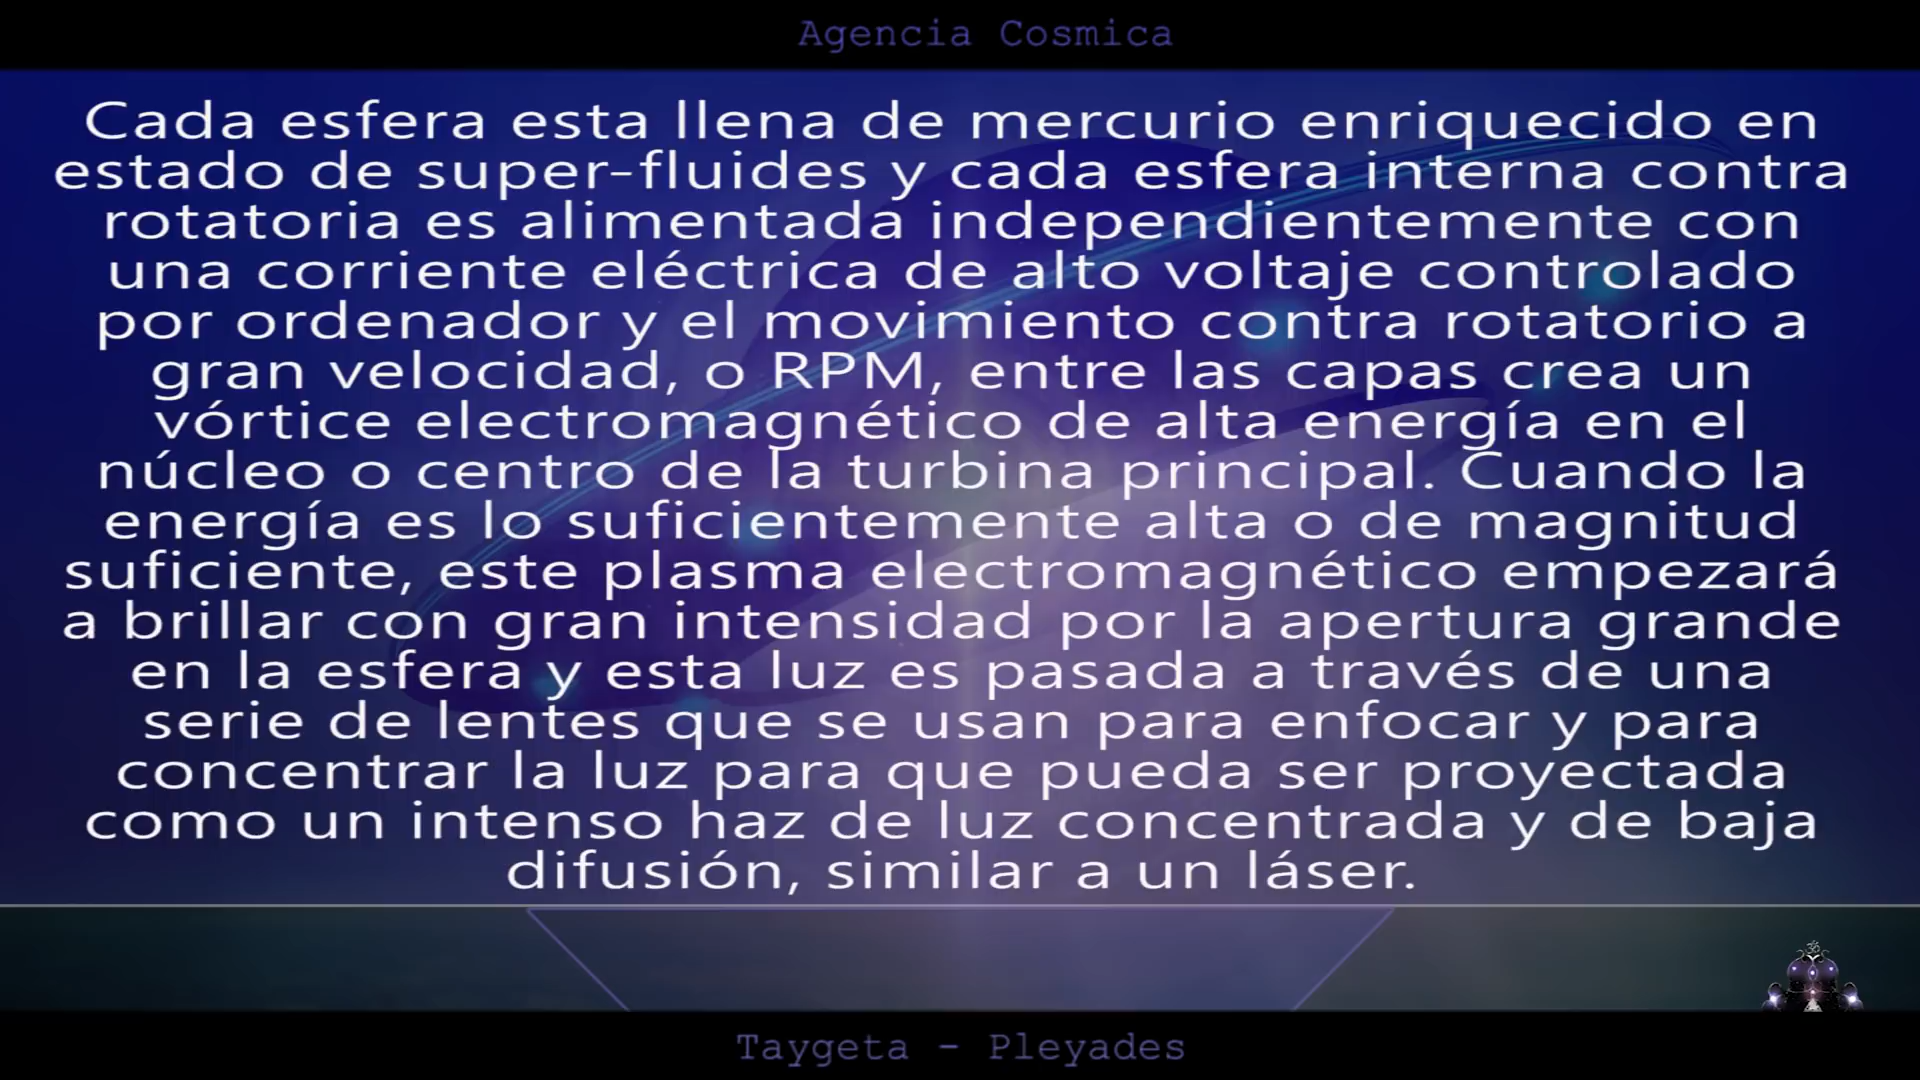 Agencia Cosmica
Cada esfera esta llena de mercurio enriquecido en
estado de super-fluides y cada esfera interna contra
rotatoria es alimentada independientemente con
una corriente eléctrica de alto voltaje controlado
por ordenador y el movimiento contra rotatorio a
gran velocidad, o RPM, entre las capas crea un
vórtice electromagnético de alta energía en el
núcleo o centro de la turbina principal. Cuando la
energía es lo suficientemente alta o de magnitud
suficiente, este plasma electromagnético empezará
a brillar con gran intensidad por la apertura grande
en la esfera y esta luz es pasada a través de una
serie de lentes que se usan para enfocar y para
concentrar la luz para que pueda ser proyectada
como un intenso haz de luz concentrada y de baja
difusión, similar a un láser.
ॐ
Taygeta - Pleyades